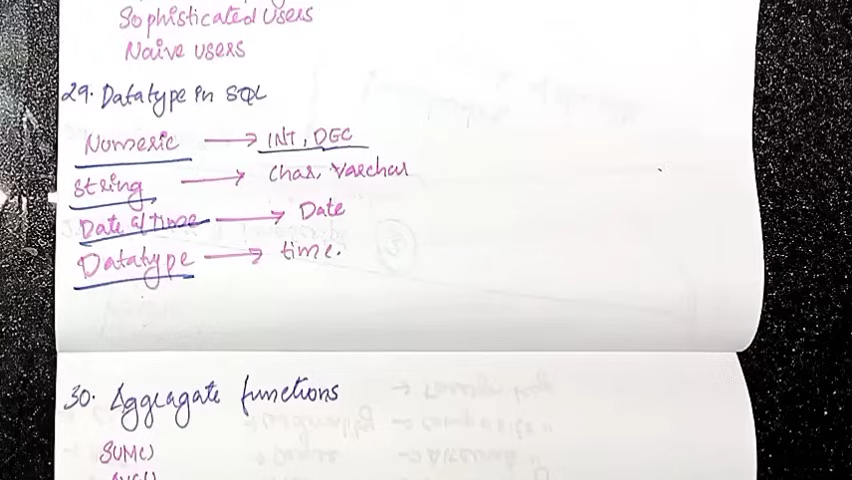 Sophisticated Users
Naive users
29. Datatype in SQL
Numeric → INT, DEC
String → Char, Varchar
Date & Time → Date
Datatype → time.
30. Aggregate functions
SUM()
AVG()